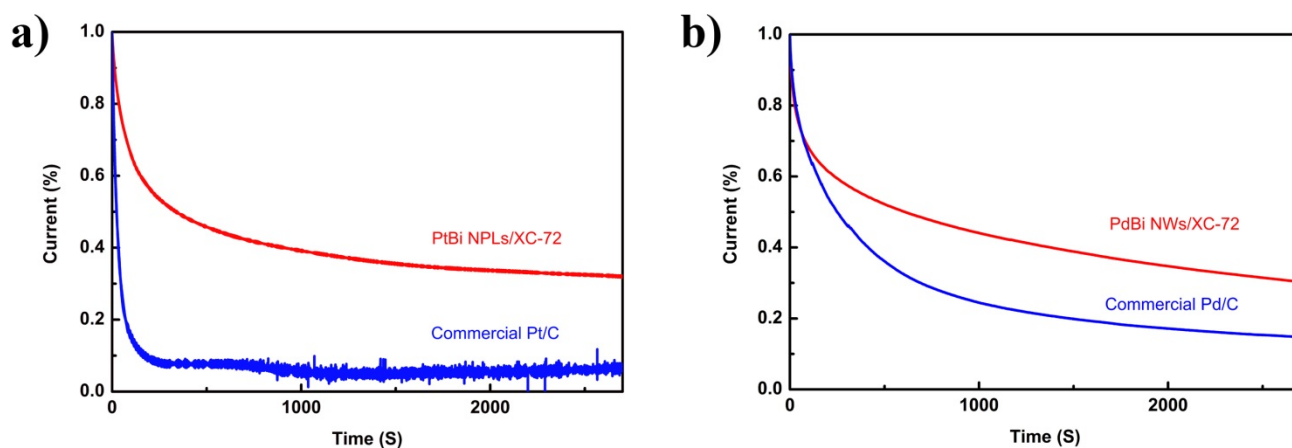 a)
1.0
0.8
0.6
0.4
0.2
0.0
Current (%)
PtBi NPLs/XC-72
Commercial Pt/C
0
1000
2000
Time (S)
b)
1.0
0.8
0.6
0.4
0.2
0.0
Current (%)
PdBi NWs/XC-72
Commercial Pd/C
0
1000
2000
Time (S)